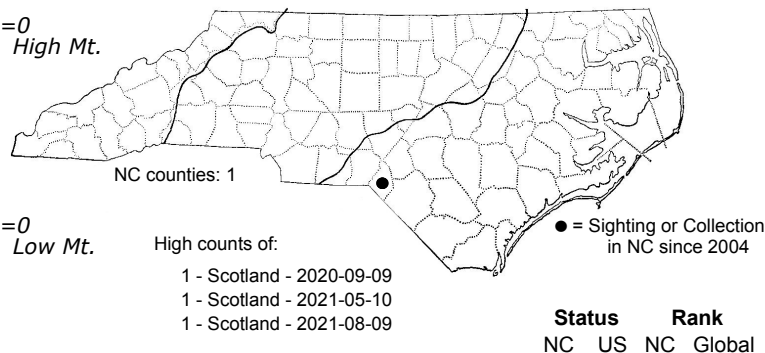 =0
High Mt.
NC counties: 1
=0
Low Mt.
High counts of:
1 - Scotland - 2020-09-09
1 - Scotland - 2021-05-10
1 - Scotland - 2021-08-09
● = Sighting or Collection
in NC since 2004
Status Rank
NC US NC Global